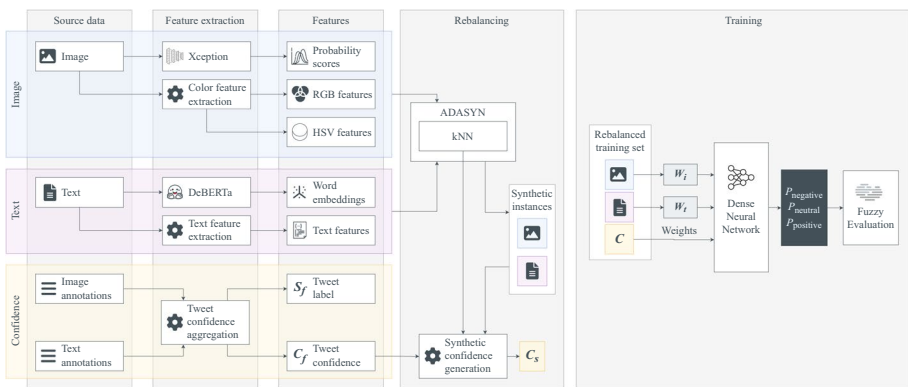 Source data
Feature extraction
Features
Rebalancing
Training
Image
Image
Xception
Probability
scores
Color feature
extraction
RGB features
HSV features
Text
Text
DeBERTa
Word
embeddings
Text feature
extraction
Text features
Confidence
Image
annotations
Text
annotations
Tweet
confidence
aggregation
S_f
Tweet
label
C_f
Tweet
confidence
ADASYN
kNN
Synthetic
instances
Synthetic
confidence
generation
C_s
Rebalanced
training set
W_i
W_t
C
Weights
Dense
Neural
Network
P_negative
P_neutral
P_positive
Fuzzy
Evaluation